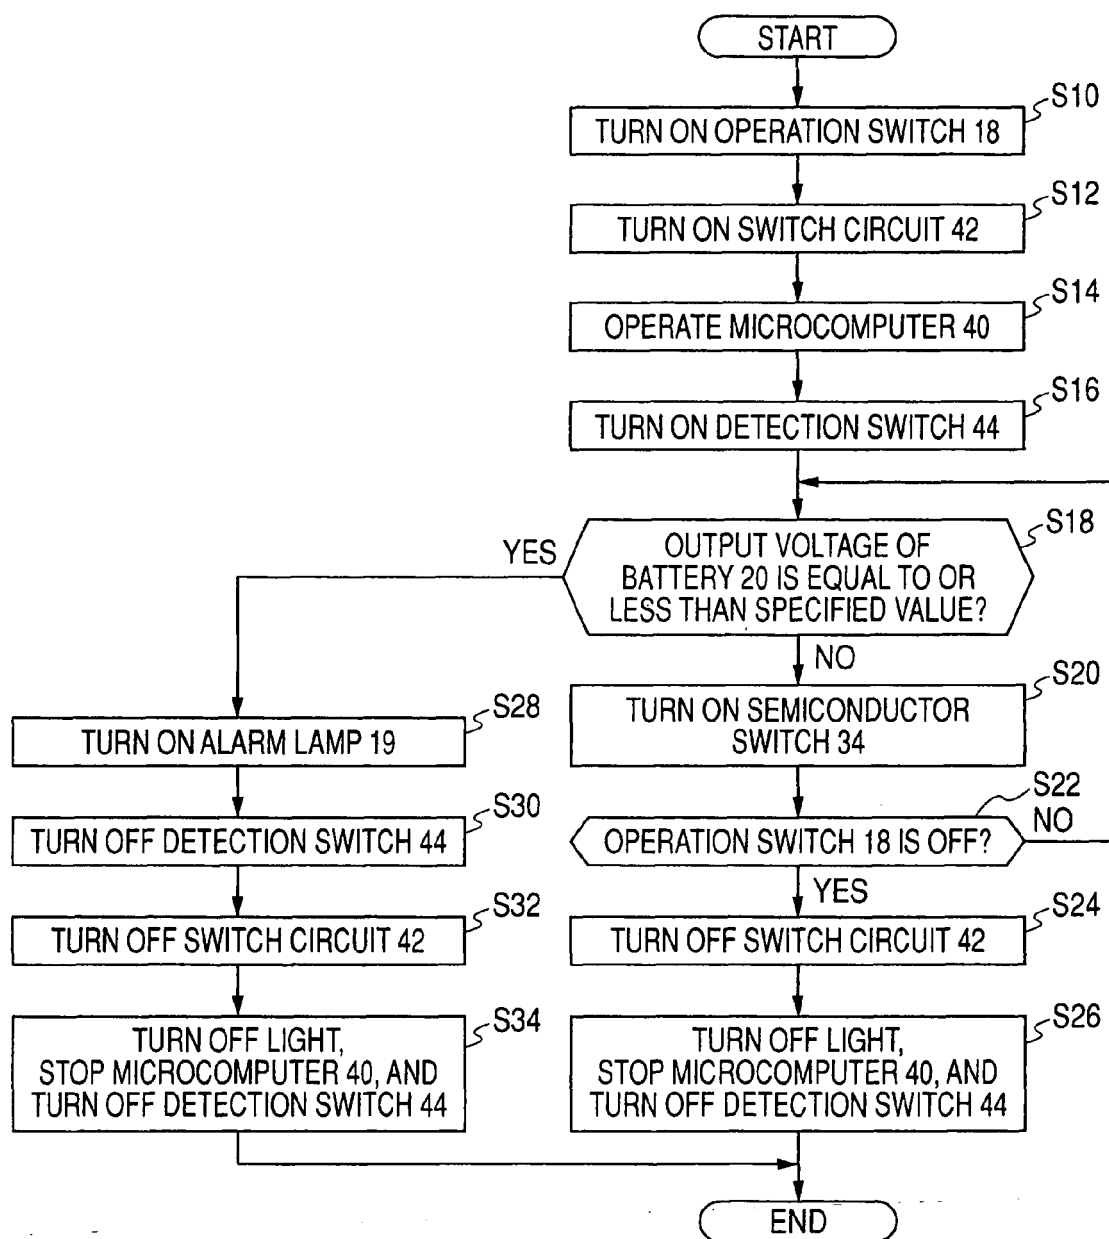 START
S10
TURN ON OPERATION SWITCH 18
S12
TURN ON SWITCH CIRCUIT 42
S14
OPERATE MICROCOMPUTER 40
S16
TURN ON DETECTION SWITCH 44
S18
OUTPUT VOLTAGE OF
BATTERY 20 IS EQUAL TO OR
LESS THAN SPECIFIED VALUE?
YES
NO
S20
TURN ON SEMICONDUCTOR
SWITCH 34
S22
OPERATION SWITCH 18 IS OFF?
NO
YES
S24
TURN OFF SWITCH CIRCUIT 42
S26
TURN OFF LIGHT,
STOP MICROCOMPUTER 40, AND
TURN OFF DETECTION SWITCH 44
S28
TURN ON ALARM LAMP 19
S30
TURN OFF DETECTION SWITCH 44
S32
TURN OFF SWITCH CIRCUIT 42
S34
TURN OFF LIGHT,
STOP MICROCOMPUTER 40, AND
TURN OFF DETECTION SWITCH 44
END